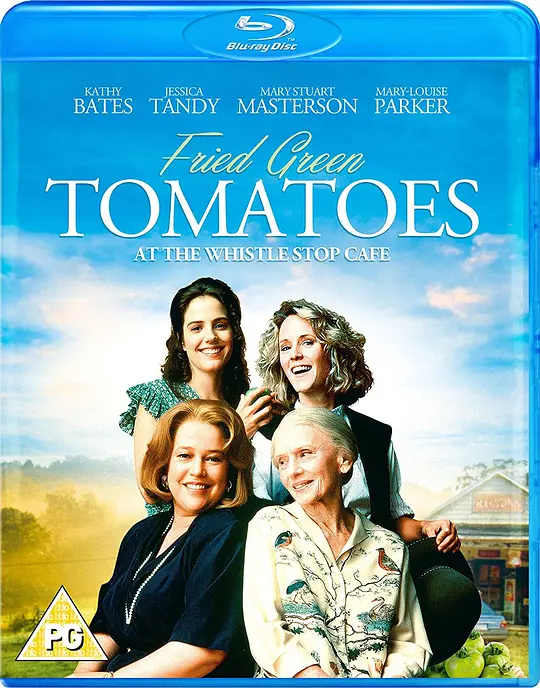 Blu-ray Disc™
KATHY JESSICA MARY STUART MARY-LOUISE
BATES TANDY MASTERSON PARKER
Fried Green
TOMATOES
AT THE WHISTLE STOP CAFE
PG